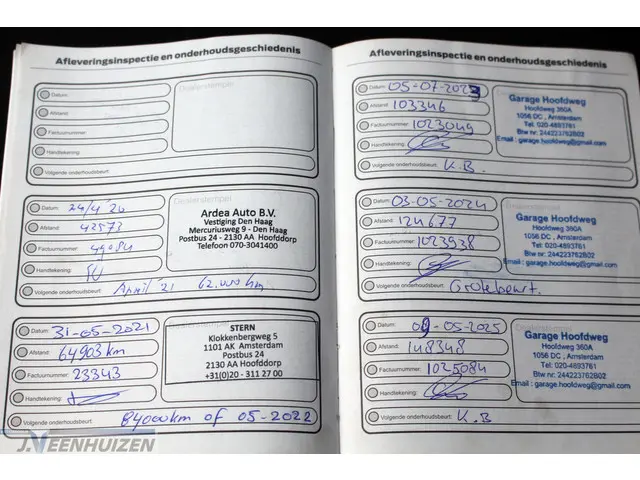 Afleveringsinspectie en onderhoudsgeschiedenis
Datum:
Afstand:
Factuurnummer:
Handtekening:
Volgende onderhoudsbeurt:
Dealerstempel
Datum: 24/4 '20
Afstand: 42573
Factuurnummer: 49084
Handtekening:
Volgende onderhoudsbeurt: April '21 62.000 km
Dealerstempel
Ardea Auto B.V.
Vestiging Den Haag
Mercuriusweg 9 - Den Haag
Postbus 24 - 2130 AA Hoofddorp
Telefoon 070-3041400
Datum: 31-05-2021
Afstand: 64903 km
Factuurnummer: 23343
Handtekening:
Volgende onderhoudsbeurt: 84000km of 05-2022
STERN
Klokkenbergweg 5
1101 AK Amsterdam
Postbus 24
2130 AA Hoofddorp
+31(0)20 - 311 27 00
Afleveringsinspectie en onderhoudsgeschiedenis
Datum: 05-07-2023
Afstand: 103346
Factuurnummer: 1023049
Handtekening:
Volgende onderhoudsbeurt: K.B.
Garage Hoofdweg
Hoofdweg 360A
1056 DC , Amsterdam
Tel: 020-4893761
Btw nr: 244223762B02
Email : garage.hoofdweg@gmail.com
Datum: 03-05-2024
Afstand: 124677
Factuurnummer: 1023938
Handtekening:
Volgende onderhoudsbeurt: Grote beurt.
Garage Hoofdweg
Hoofdweg 360A
1056 DC , Amsterdam
Tel: 020-4893761
Btw nr: 244223762B02
Email : garage.hoofdweg@gmail.com
Datum: 09-05-2025
Afstand: 148348
Factuurnummer: 1025084
Handtekening:
Volgende onderhoudsbeurt: K.B
Garage Hoofdweg
Hoofdweg 360A
1056 DC , Amsterdam
Tel: 020-4893761
Btw nr: 244223762B02
Email : garage.hoofdweg@gmail.com
J. VEENHUIZEN